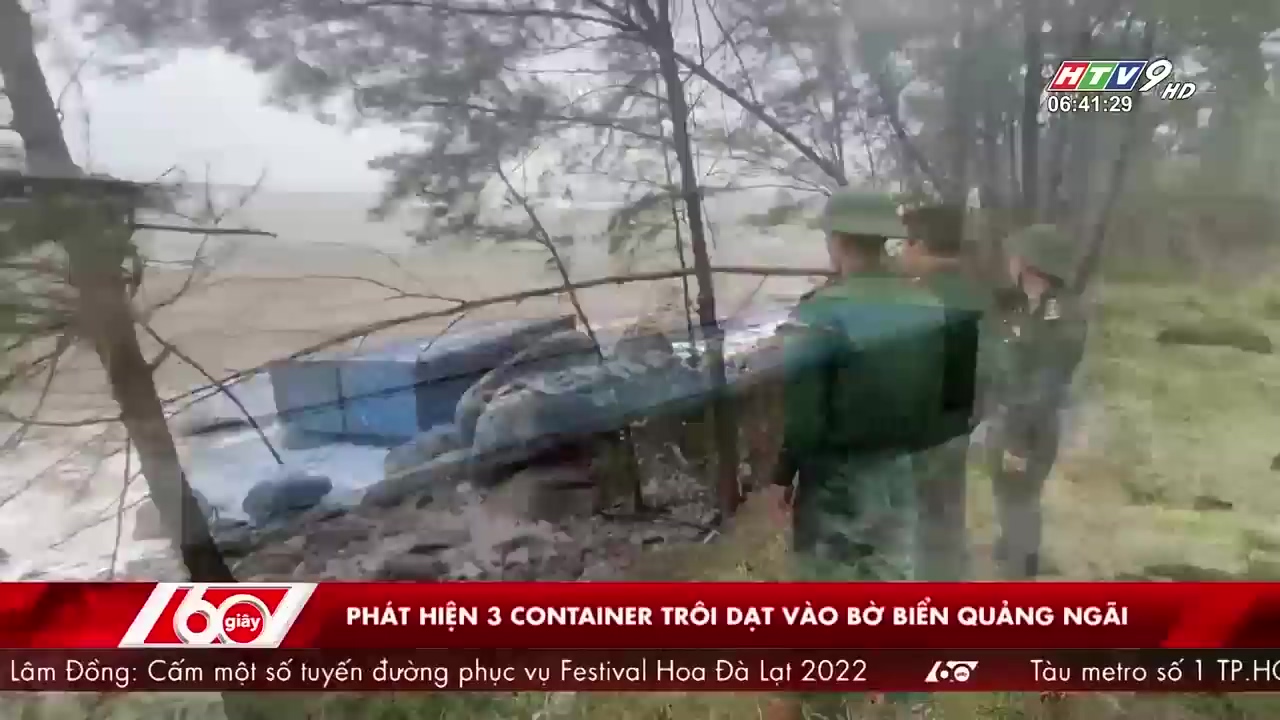 HTV9 HD
06:41:29
60 giây
PHÁT HIỆN 3 CONTAINER TRÔI DẠT VÀO BỜ BIỂN QUẢNG NGÃI
Lâm Đồng: Cấm một số tuyến đường phục vụ Festival Hoa Đà Lạt 2022 60 giây Tàu metro số 1 TP.HC